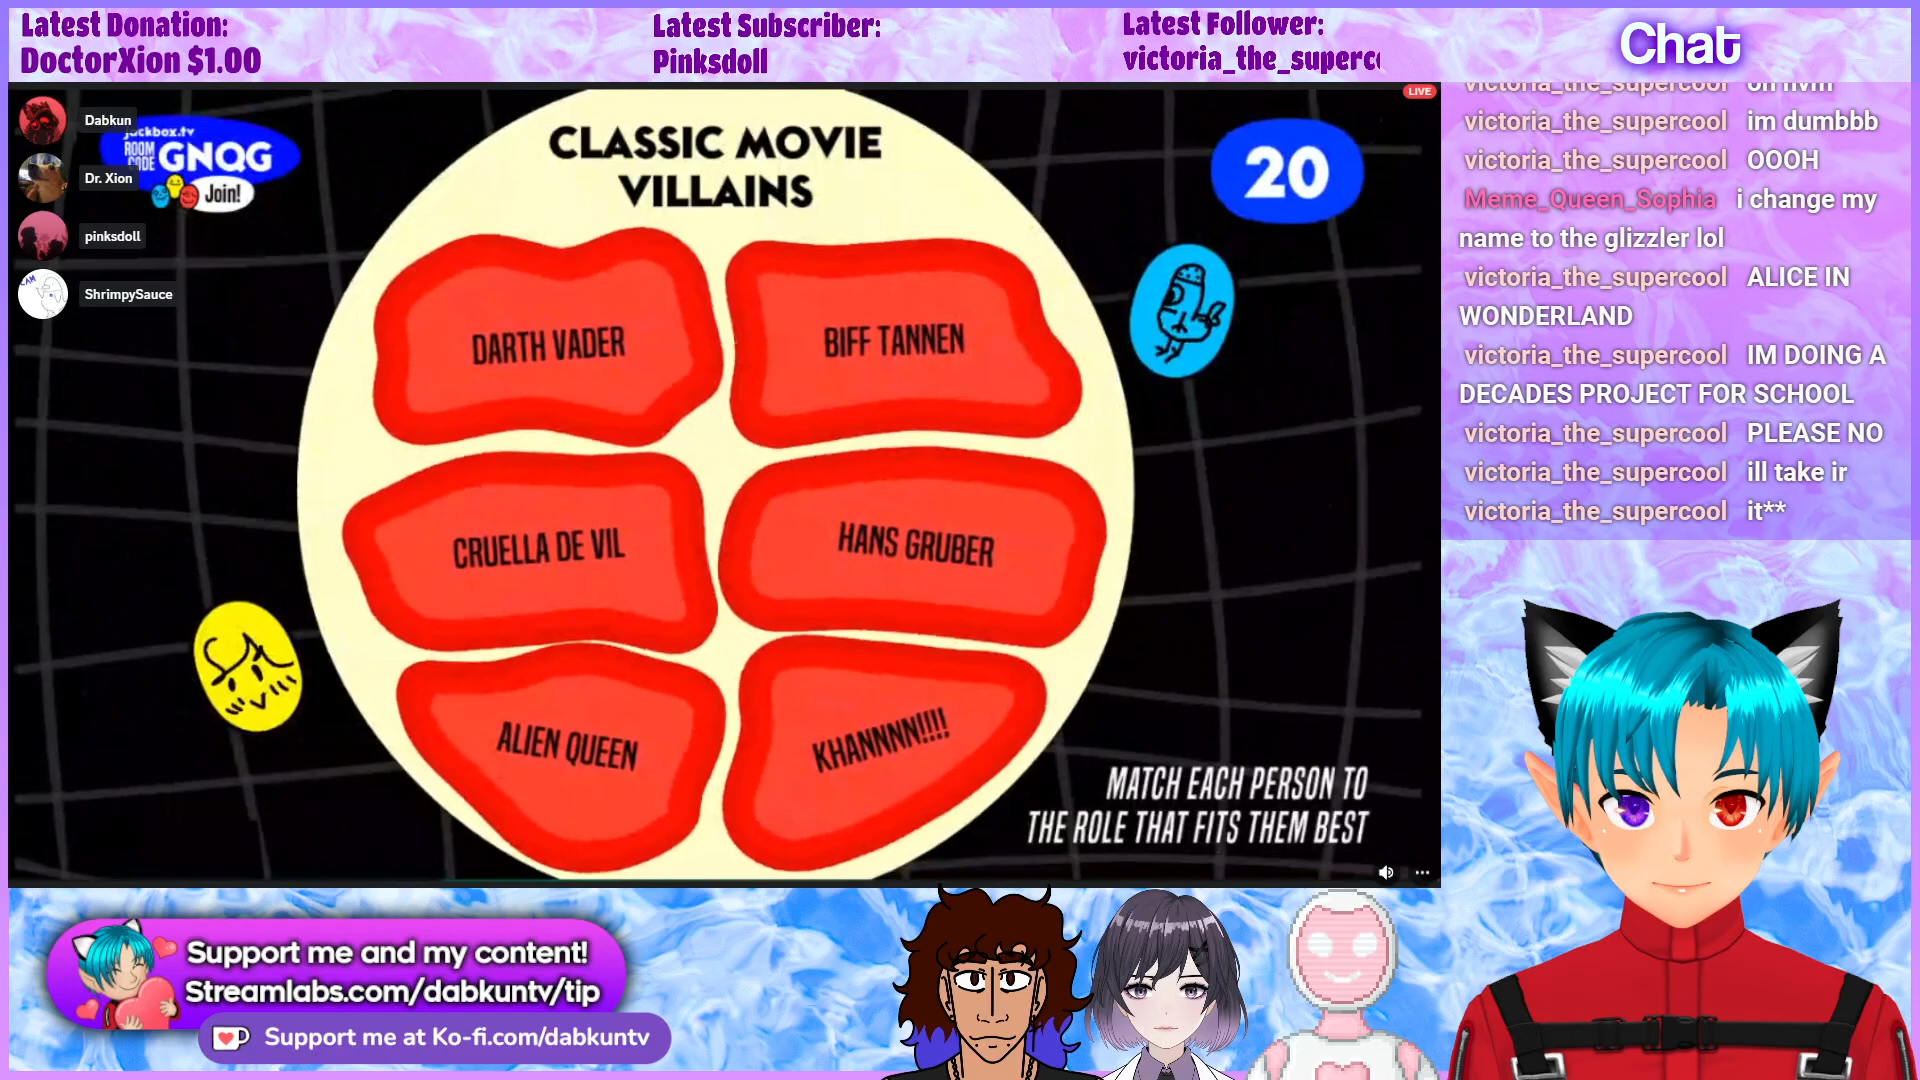 Latest Donation:
DoctorXion $1.00
Latest Subscriber:
Pinksdoll
Latest Follower:
victoria_the_superc
Chat
LIVE
Dabkun
Dr. Xion
pinksdoll
ShrimpySauce
jackbox.tv
ROOM CODE GNQG
Join!
CLASSIC MOVIE
VILLAINS
20
DARTH VADER
BIFF TANNEN
CRUELLA DE VIL
HANS GRUBER
ALIEN QUEEN
KHANNNN!!!!
MATCH EACH PERSON TO
THE ROLE THAT FITS THEM BEST
victoria_the_supercool oh nvm
victoria_the_supercool im dumbbb
victoria_the_supercool OOOH
Meme_Queen_Sophia i change my
name to the glizzler lol
victoria_the_supercool ALICE IN
WONDERLAND
victoria_the_supercool IM DOING A
DECADES PROJECT FOR SCHOOL
victoria_the_supercool PLEASE NO
victoria_the_supercool ill take ir
victoria_the_supercool it**
Support me and my content!
Streamlabs.com/dabkuntv/tip
Support me at Ko-fi.com/dabkuntv